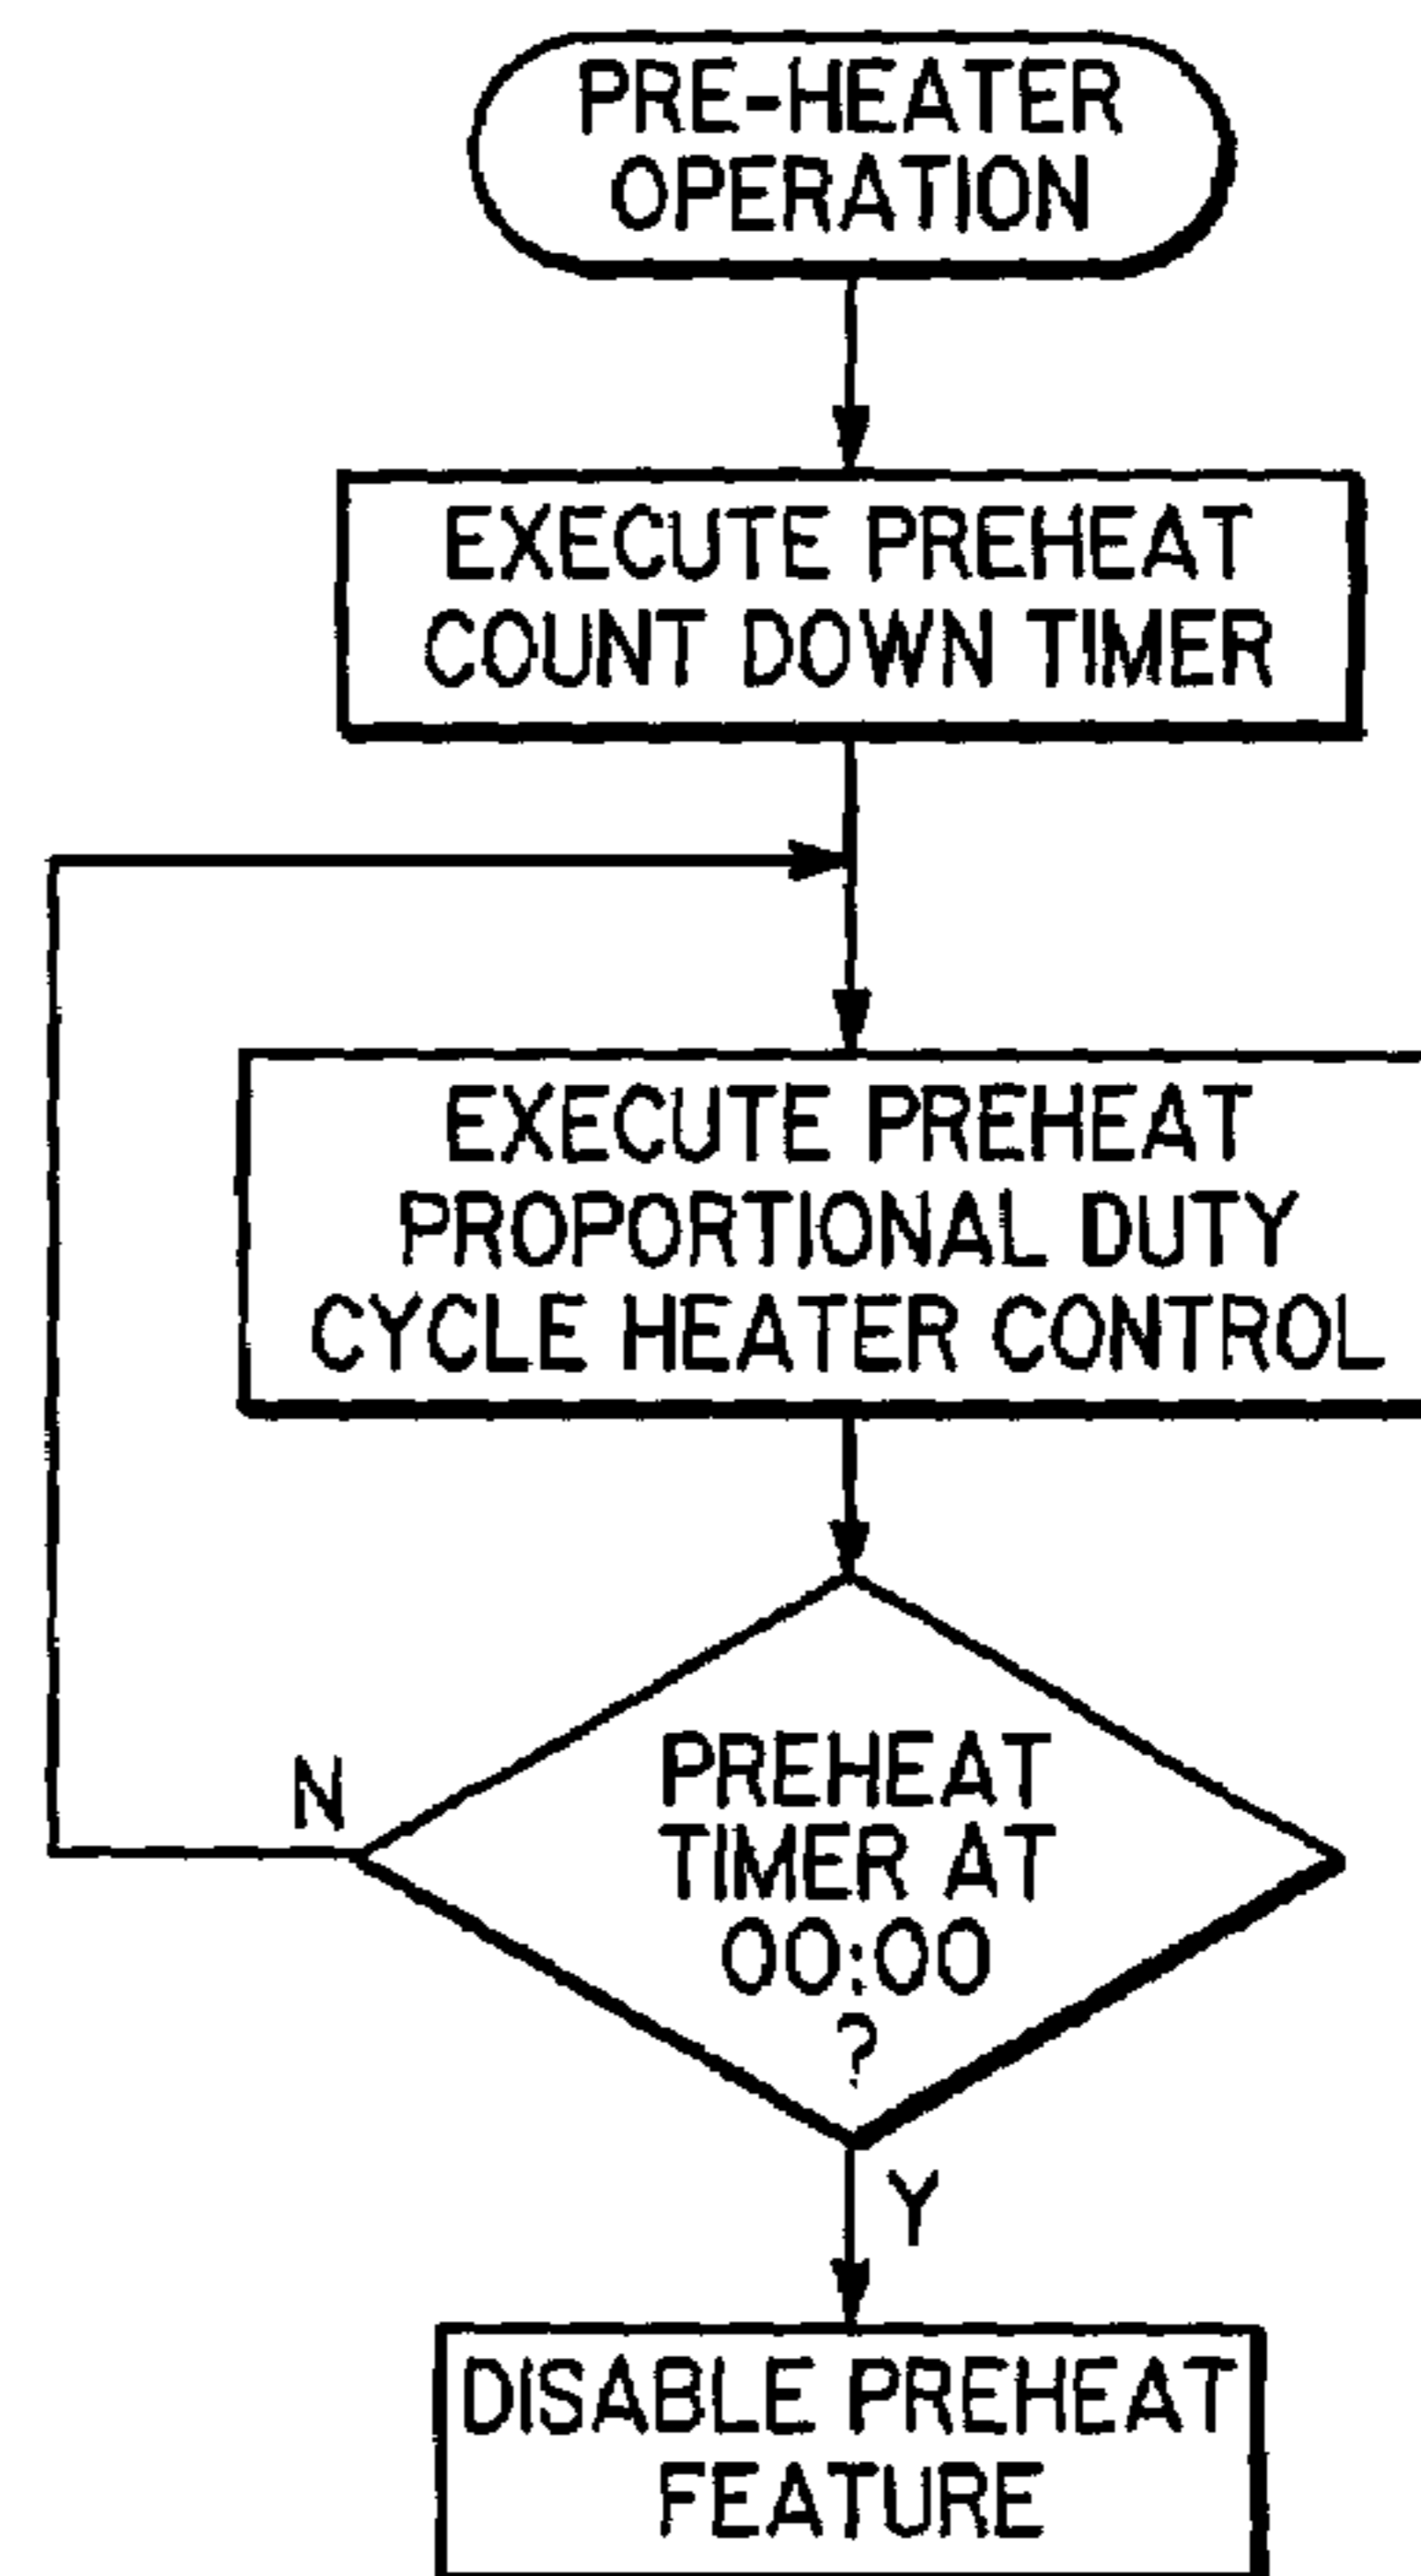 PRE-HEATER
OPERATION
EXECUTE PREHEAT
COUNT DOWN TIMER
EXECUTE PREHEAT
PROPORTIONAL DUTY
CYCLE HEATER CONTROL
N
PREHEAT
TIMER AT
00:00
?
Y
DISABLE PREHEAT
FEATURE